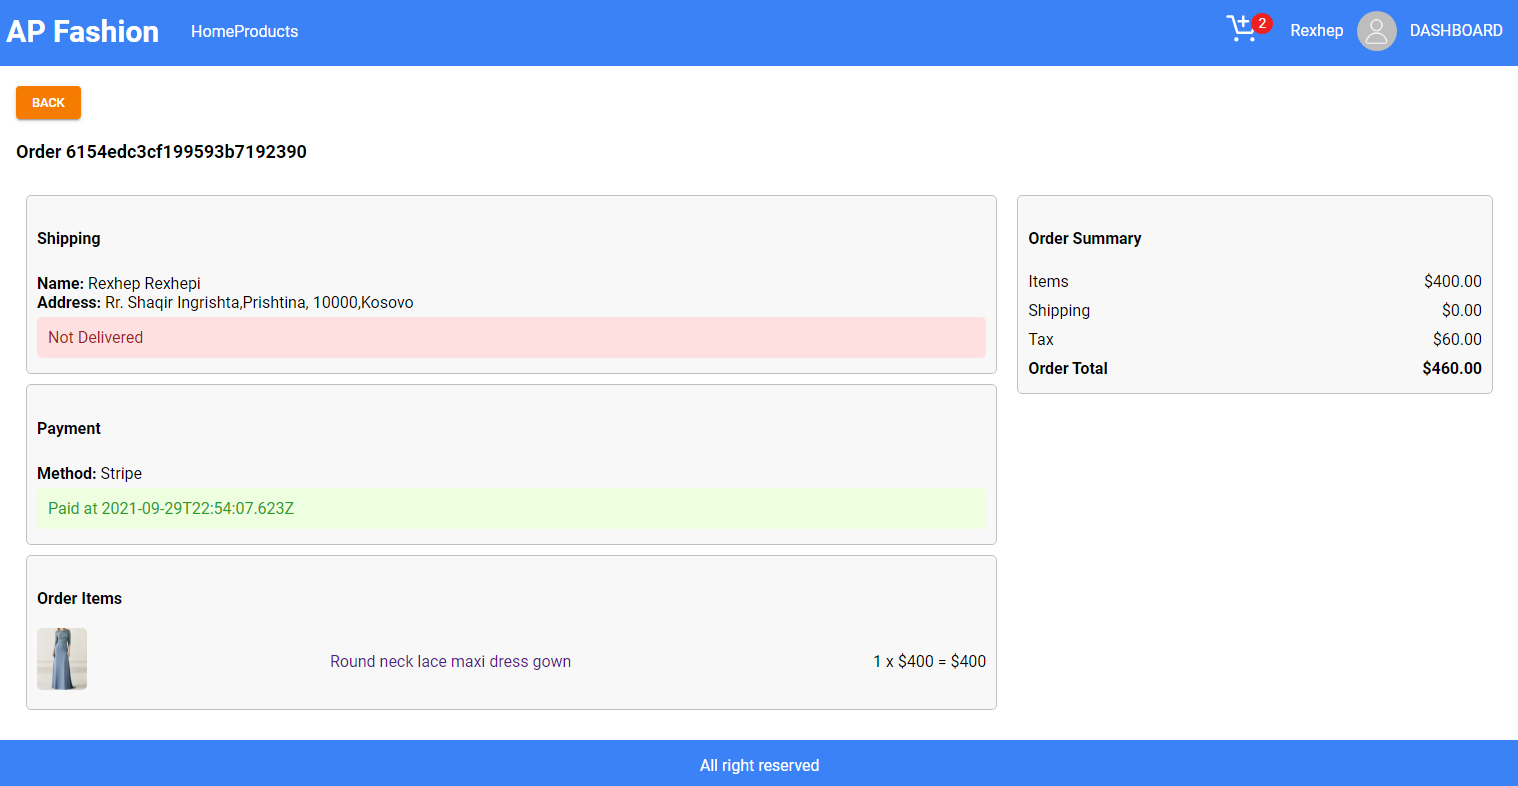 AP Fashion
HomeProducts
2
Rexhep
DASHBOARD
BACK
Order 6154edc3cf199593b7192390
Shipping
Name: Rexhep Rexhepi
Address: Rr. Shaqir Ingrishta,Prishtina, 10000,Kosovo
Not Delivered
Payment
Method: Stripe
Paid at 2021-09-29T22:54:07.623Z
Order Items
Round neck lace maxi dress gown
1 x $400 = $400
Order Summary
Items $400.00
Shipping $0.00
Tax $60.00
Order Total $460.00
All right reserved